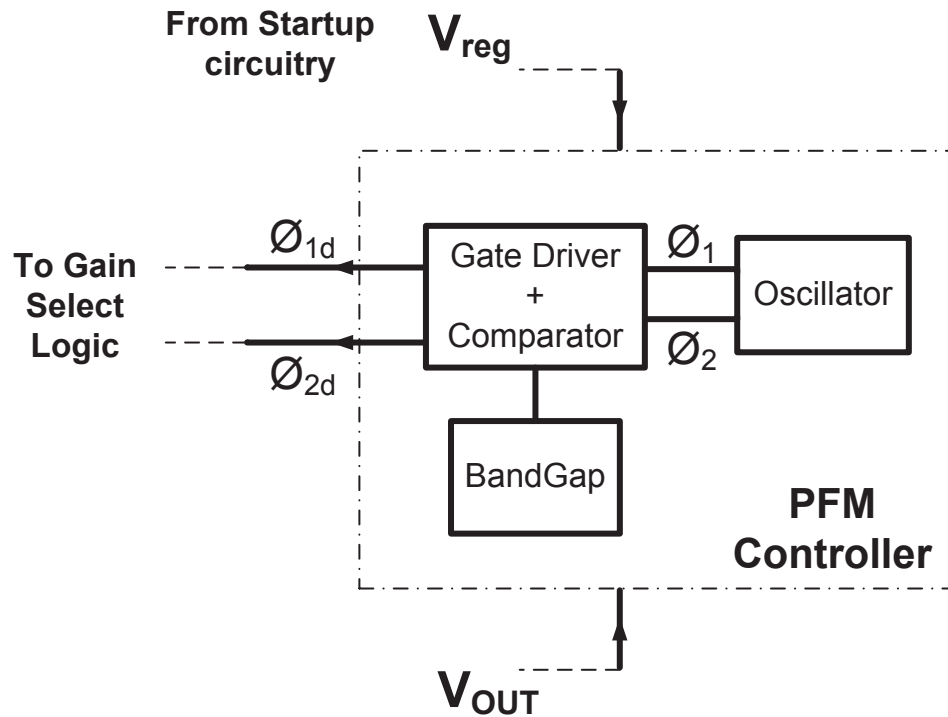 From Startup
circuitry
Vreg
Ø1d
Ø2d
To Gain
Select
Logic
Gate Driver
+
Comparator
Ø1
Ø2
Oscillator
BandGap
PFM
Controller
VOUT